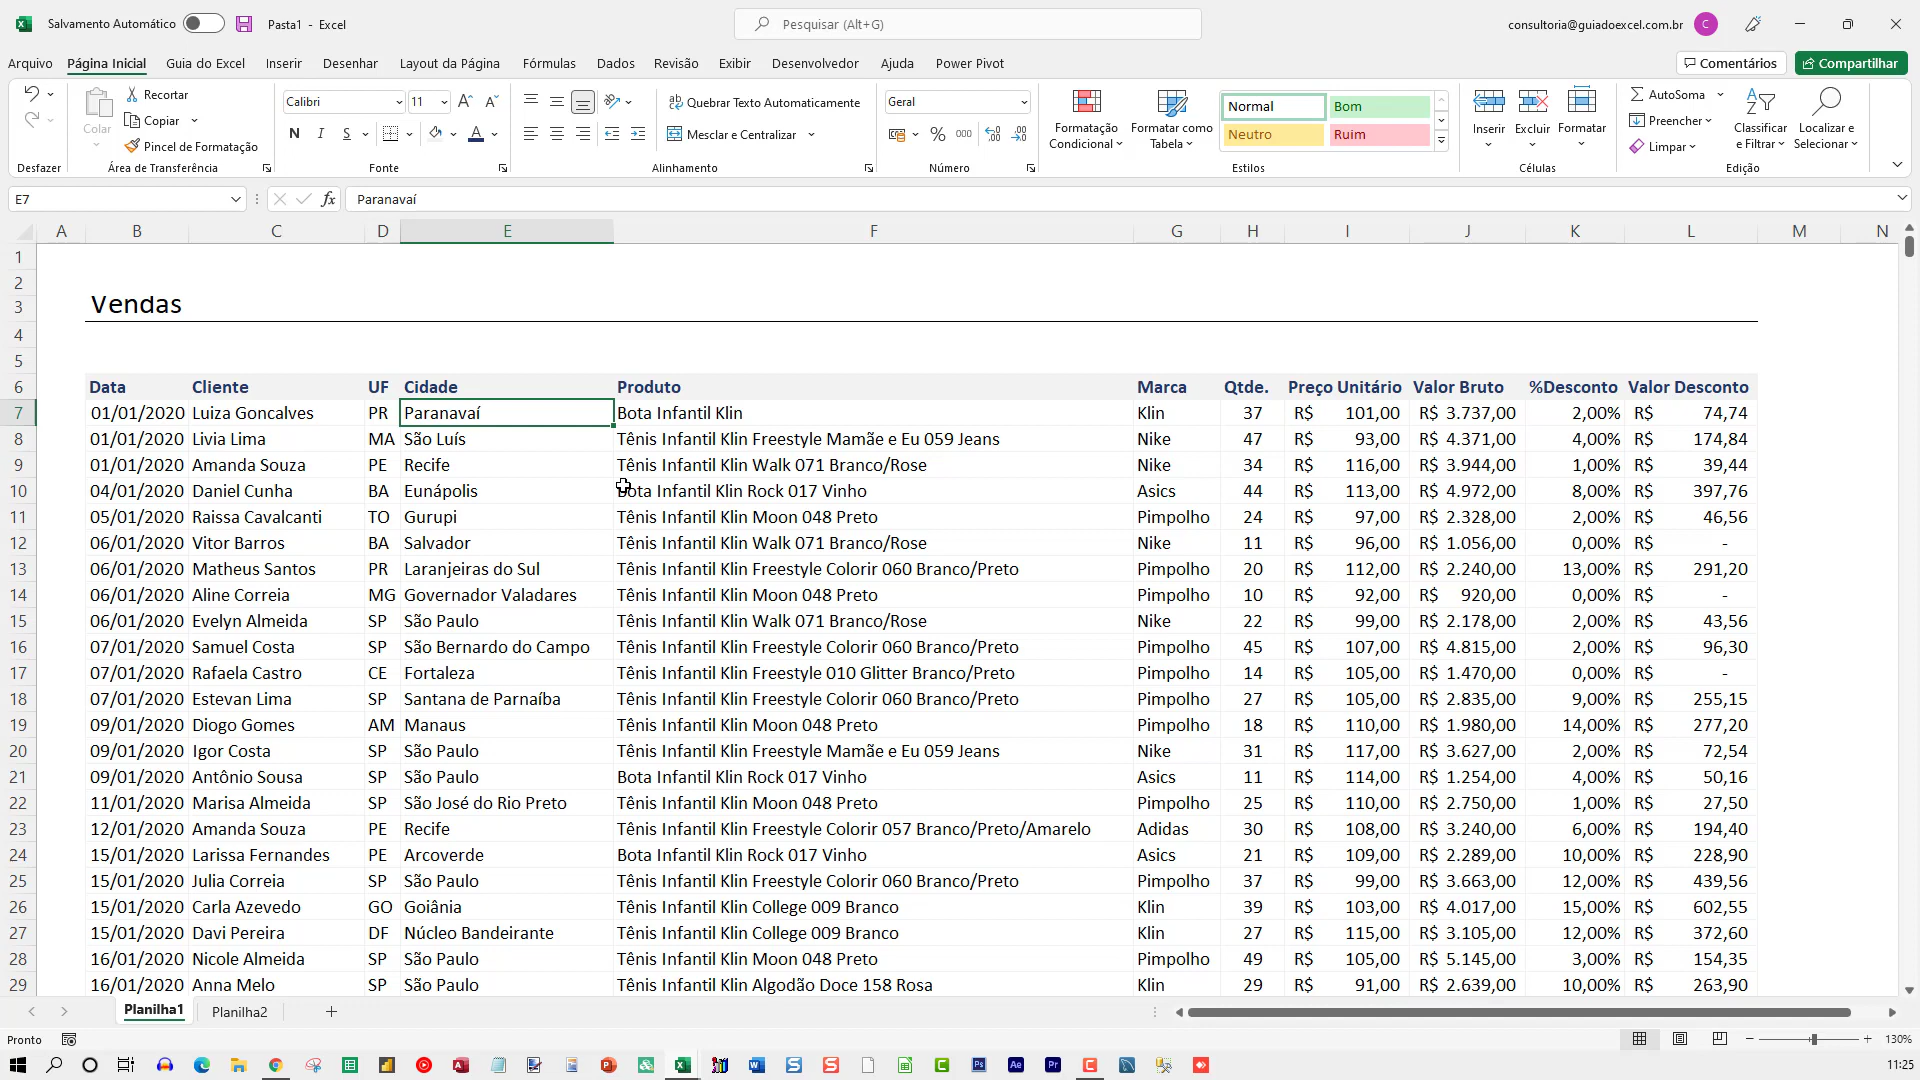 Salvamento Automático Pasta1 - Excel Pesquisar (Alt+G) consultoria@guiadoexcel.com.br C
Arquivo Página Inicial Guia do Excel Inserir Desenhar Layout da Página Fórmulas Dados Revisão Exibir Desenvolvedor Ajuda Power Pivot Comentários Compartilhar
Colar Recortar
Copiar
Pincel de Formatação
Calibri 11
N I S
Quebrar Texto Automaticamente
Mesclar e Centralizar
Geral
% 000
Formatação Condicional
Formatar como Tabela
Normal Bom
Neutro Ruim
Inserir Excluir Formatar
AutoSoma
Preencher
Limpar
Classificar e Filtrar
Localizar e Selecionar
Desfazer Área de Transferência Fonte Alinhamento Número Estilos Células Edição
E7 fx Paranavaí
A B C D E F G H I J K L M N
1
2
3 Vendas
4
5
6 Data Cliente UF Cidade Produto Marca Qtde. Preço Unitário Valor Bruto %Desconto Valor Desconto
7 01/01/2020 Luiza Goncalves PR Paranavaí Bota Infantil Klin Klin 37 R$ 101,00 R$ 3.737,00 2,00% R$ 74,74
8 01/01/2020 Livia Lima MA São Luís Tênis Infantil Klin Freestyle Mamãe e Eu 059 Jeans Nike 47 R$ 93,00 R$ 4.371,00 4,00% R$ 174,84
9 01/01/2020 Amanda Souza PE Recife Tênis Infantil Klin Walk 071 Branco/Rose Nike 34 R$ 116,00 R$ 3.944,00 1,00% R$ 39,44
10 04/01/2020 Daniel Cunha BA Eunápolis Bota Infantil Klin Rock 017 Vinho Asics 44 R$ 113,00 R$ 4.972,00 8,00% R$ 397,76
11 05/01/2020 Raissa Cavalcanti TO Gurupi Tênis Infantil Klin Moon 048 Preto Pimpolho 24 R$ 97,00 R$ 2.328,00 2,00% R$ 46,56
12 06/01/2020 Vitor Barros BA Salvador Tênis Infantil Klin Walk 071 Branco/Rose Nike 11 R$ 96,00 R$ 1.056,00 0,00% R$ -
13 06/01/2020 Matheus Santos PR Laranjeiras do Sul Tênis Infantil Klin Freestyle Colorir 060 Branco/Preto Pimpolho 20 R$ 112,00 R$ 2.240,00 13,00% R$ 291,20
14 06/01/2020 Aline Correia MG Governador Valadares Tênis Infantil Klin Moon 048 Preto Pimpolho 10 R$ 92,00 R$ 920,00 0,00% R$ -
15 06/01/2020 Evelyn Almeida SP São Paulo Tênis Infantil Klin Walk 071 Branco/Rose Nike 22 R$ 99,00 R$ 2.178,00 2,00% R$ 43,56
16 07/01/2020 Samuel Costa SP São Bernardo do Campo Tênis Infantil Klin Freestyle Colorir 060 Branco/Preto Pimpolho 45 R$ 107,00 R$ 4.815,00 2,00% R$ 96,30
17 07/01/2020 Rafaela Castro CE Fortaleza Tênis Infantil Klin Freestyle 010 Glitter Branco/Preto Pimpolho 14 R$ 105,00 R$ 1.470,00 0,00% R$ -
18 07/01/2020 Estevan Lima SP Santana de Parnaíba Tênis Infantil Klin Freestyle Colorir 060 Branco/Preto Pimpolho 27 R$ 105,00 R$ 2.835,00 9,00% R$ 255,15
19 09/01/2020 Diogo Gomes AM Manaus Tênis Infantil Klin Moon 048 Preto Pimpolho 18 R$ 110,00 R$ 1.980,00 14,00% R$ 277,20
20 09/01/2020 Igor Costa SP São Paulo Tênis Infantil Klin Freestyle Mamãe e Eu 059 Jeans Nike 31 R$ 117,00 R$ 3.627,00 2,00% R$ 72,54
21 09/01/2020 Antônio Sousa SP São Paulo Bota Infantil Klin Rock 017 Vinho Asics 11 R$ 114,00 R$ 1.254,00 4,00% R$ 50,16
22 11/01/2020 Marisa Almeida SP São José do Rio Preto Tênis Infantil Klin Moon 048 Preto Pimpolho 25 R$ 110,00 R$ 2.750,00 1,00% R$ 27,50
23 12/01/2020 Amanda Souza PE Recife Tênis Infantil Klin Freestyle Colorir 057 Branco/Preto/Amarelo Adidas 30 R$ 108,00 R$ 3.240,00 6,00% R$ 194,40
24 15/01/2020 Larissa Fernandes PE Arcoverde Bota Infantil Klin Rock 017 Vinho Asics 21 R$ 109,00 R$ 2.289,00 10,00% R$ 228,90
25 15/01/2020 Julia Correia SP São Paulo Tênis Infantil Klin Freestyle Colorir 060 Branco/Preto Pimpolho 37 R$ 99,00 R$ 3.663,00 12,00% R$ 439,56
26 15/01/2020 Carla Azevedo GO Goiânia Tênis Infantil Klin College 009 Branco Klin 39 R$ 103,00 R$ 4.017,00 15,00% R$ 602,55
27 15/01/2020 Davi Pereira DF Núcleo Bandeirante Tênis Infantil Klin College 009 Branco Klin 27 R$ 115,00 R$ 3.105,00 12,00% R$ 372,60
28 16/01/2020 Nicole Almeida SP São Paulo Tênis Infantil Klin Moon 048 Preto Pimpolho 49 R$ 105,00 R$ 5.145,00 3,00% R$ 154,35
29 16/01/2020 Anna Melo SP São Paulo Tênis Infantil Klin Algodão Doce 158 Rosa Klin 29 R$ 91,00 R$ 2.639,00 10,00% R$ 263,90
Planilha1 Planilha2
Pronto 130%
11:25